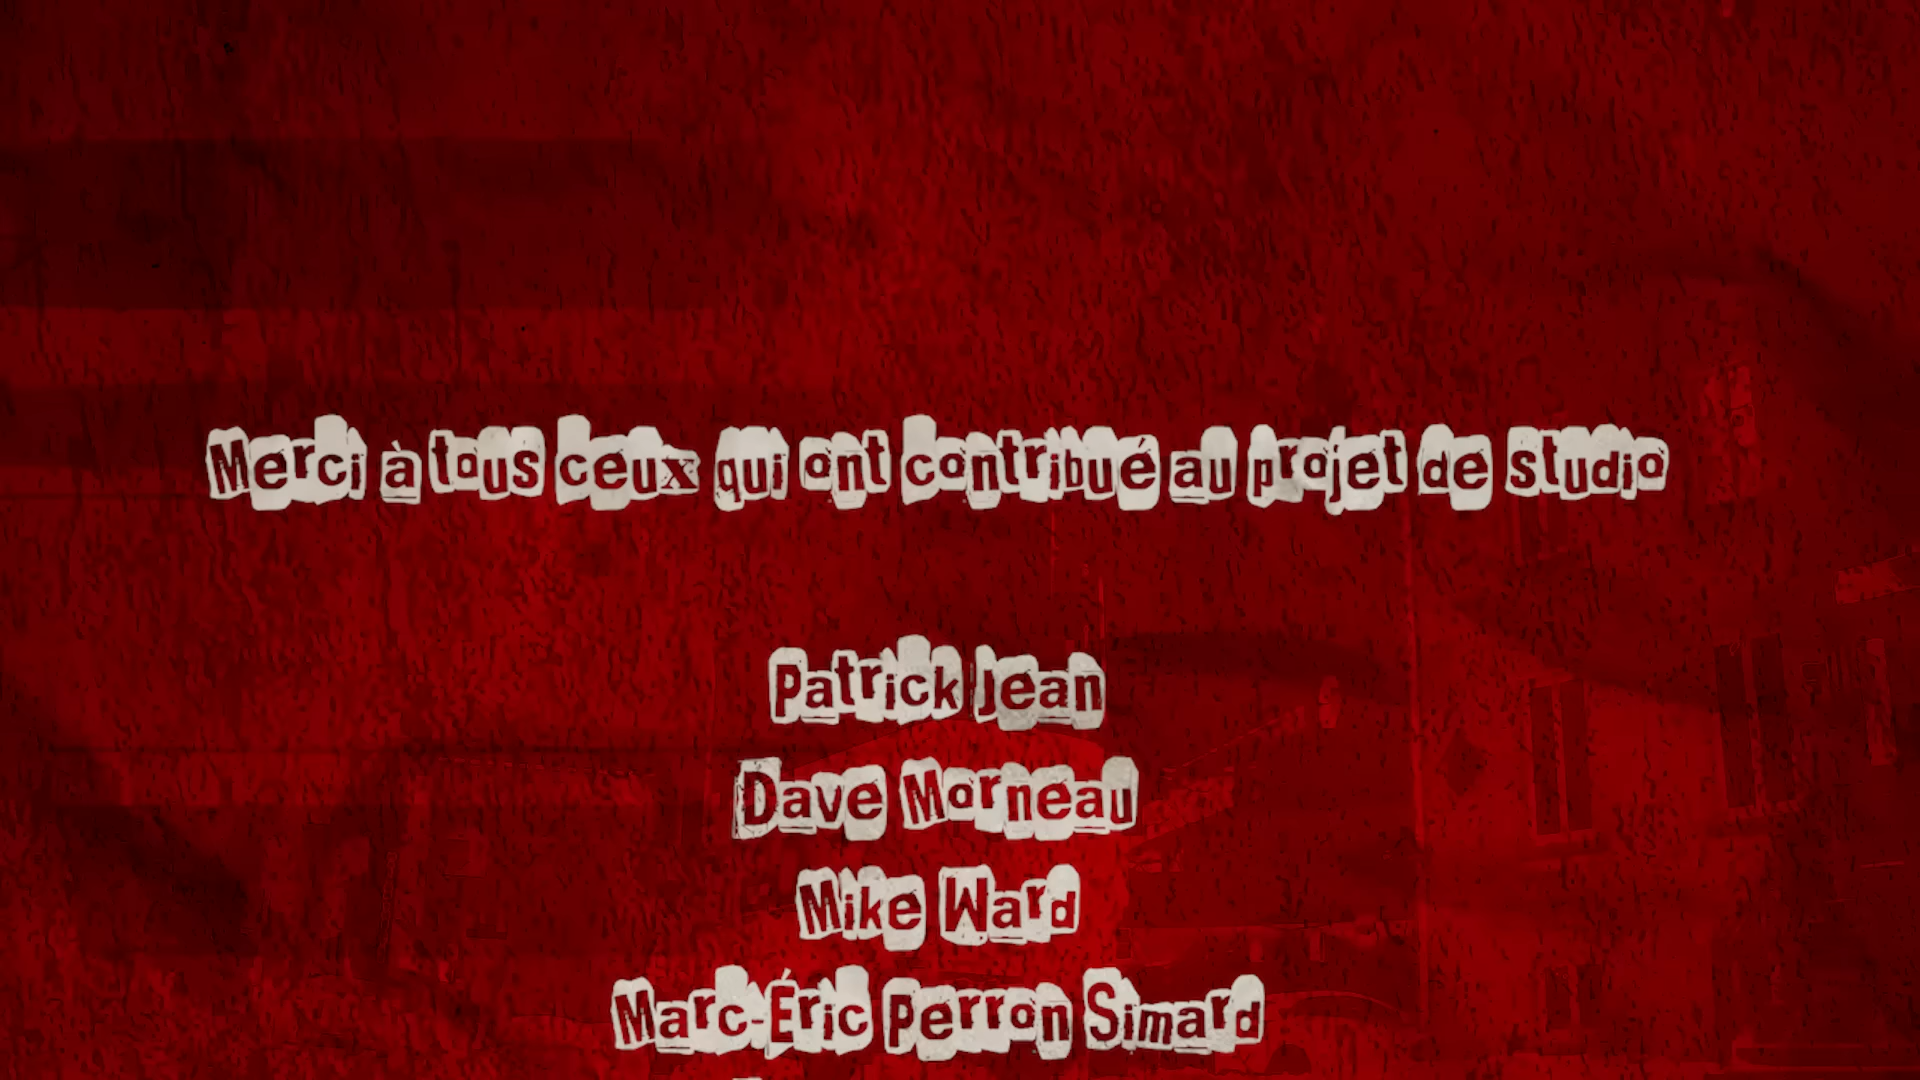 Merci à tous ceux qui ont contribué au projet de studio
Patrick Jean
Dave Morneau
Mike Ward
Marc-Éric Perron Simard